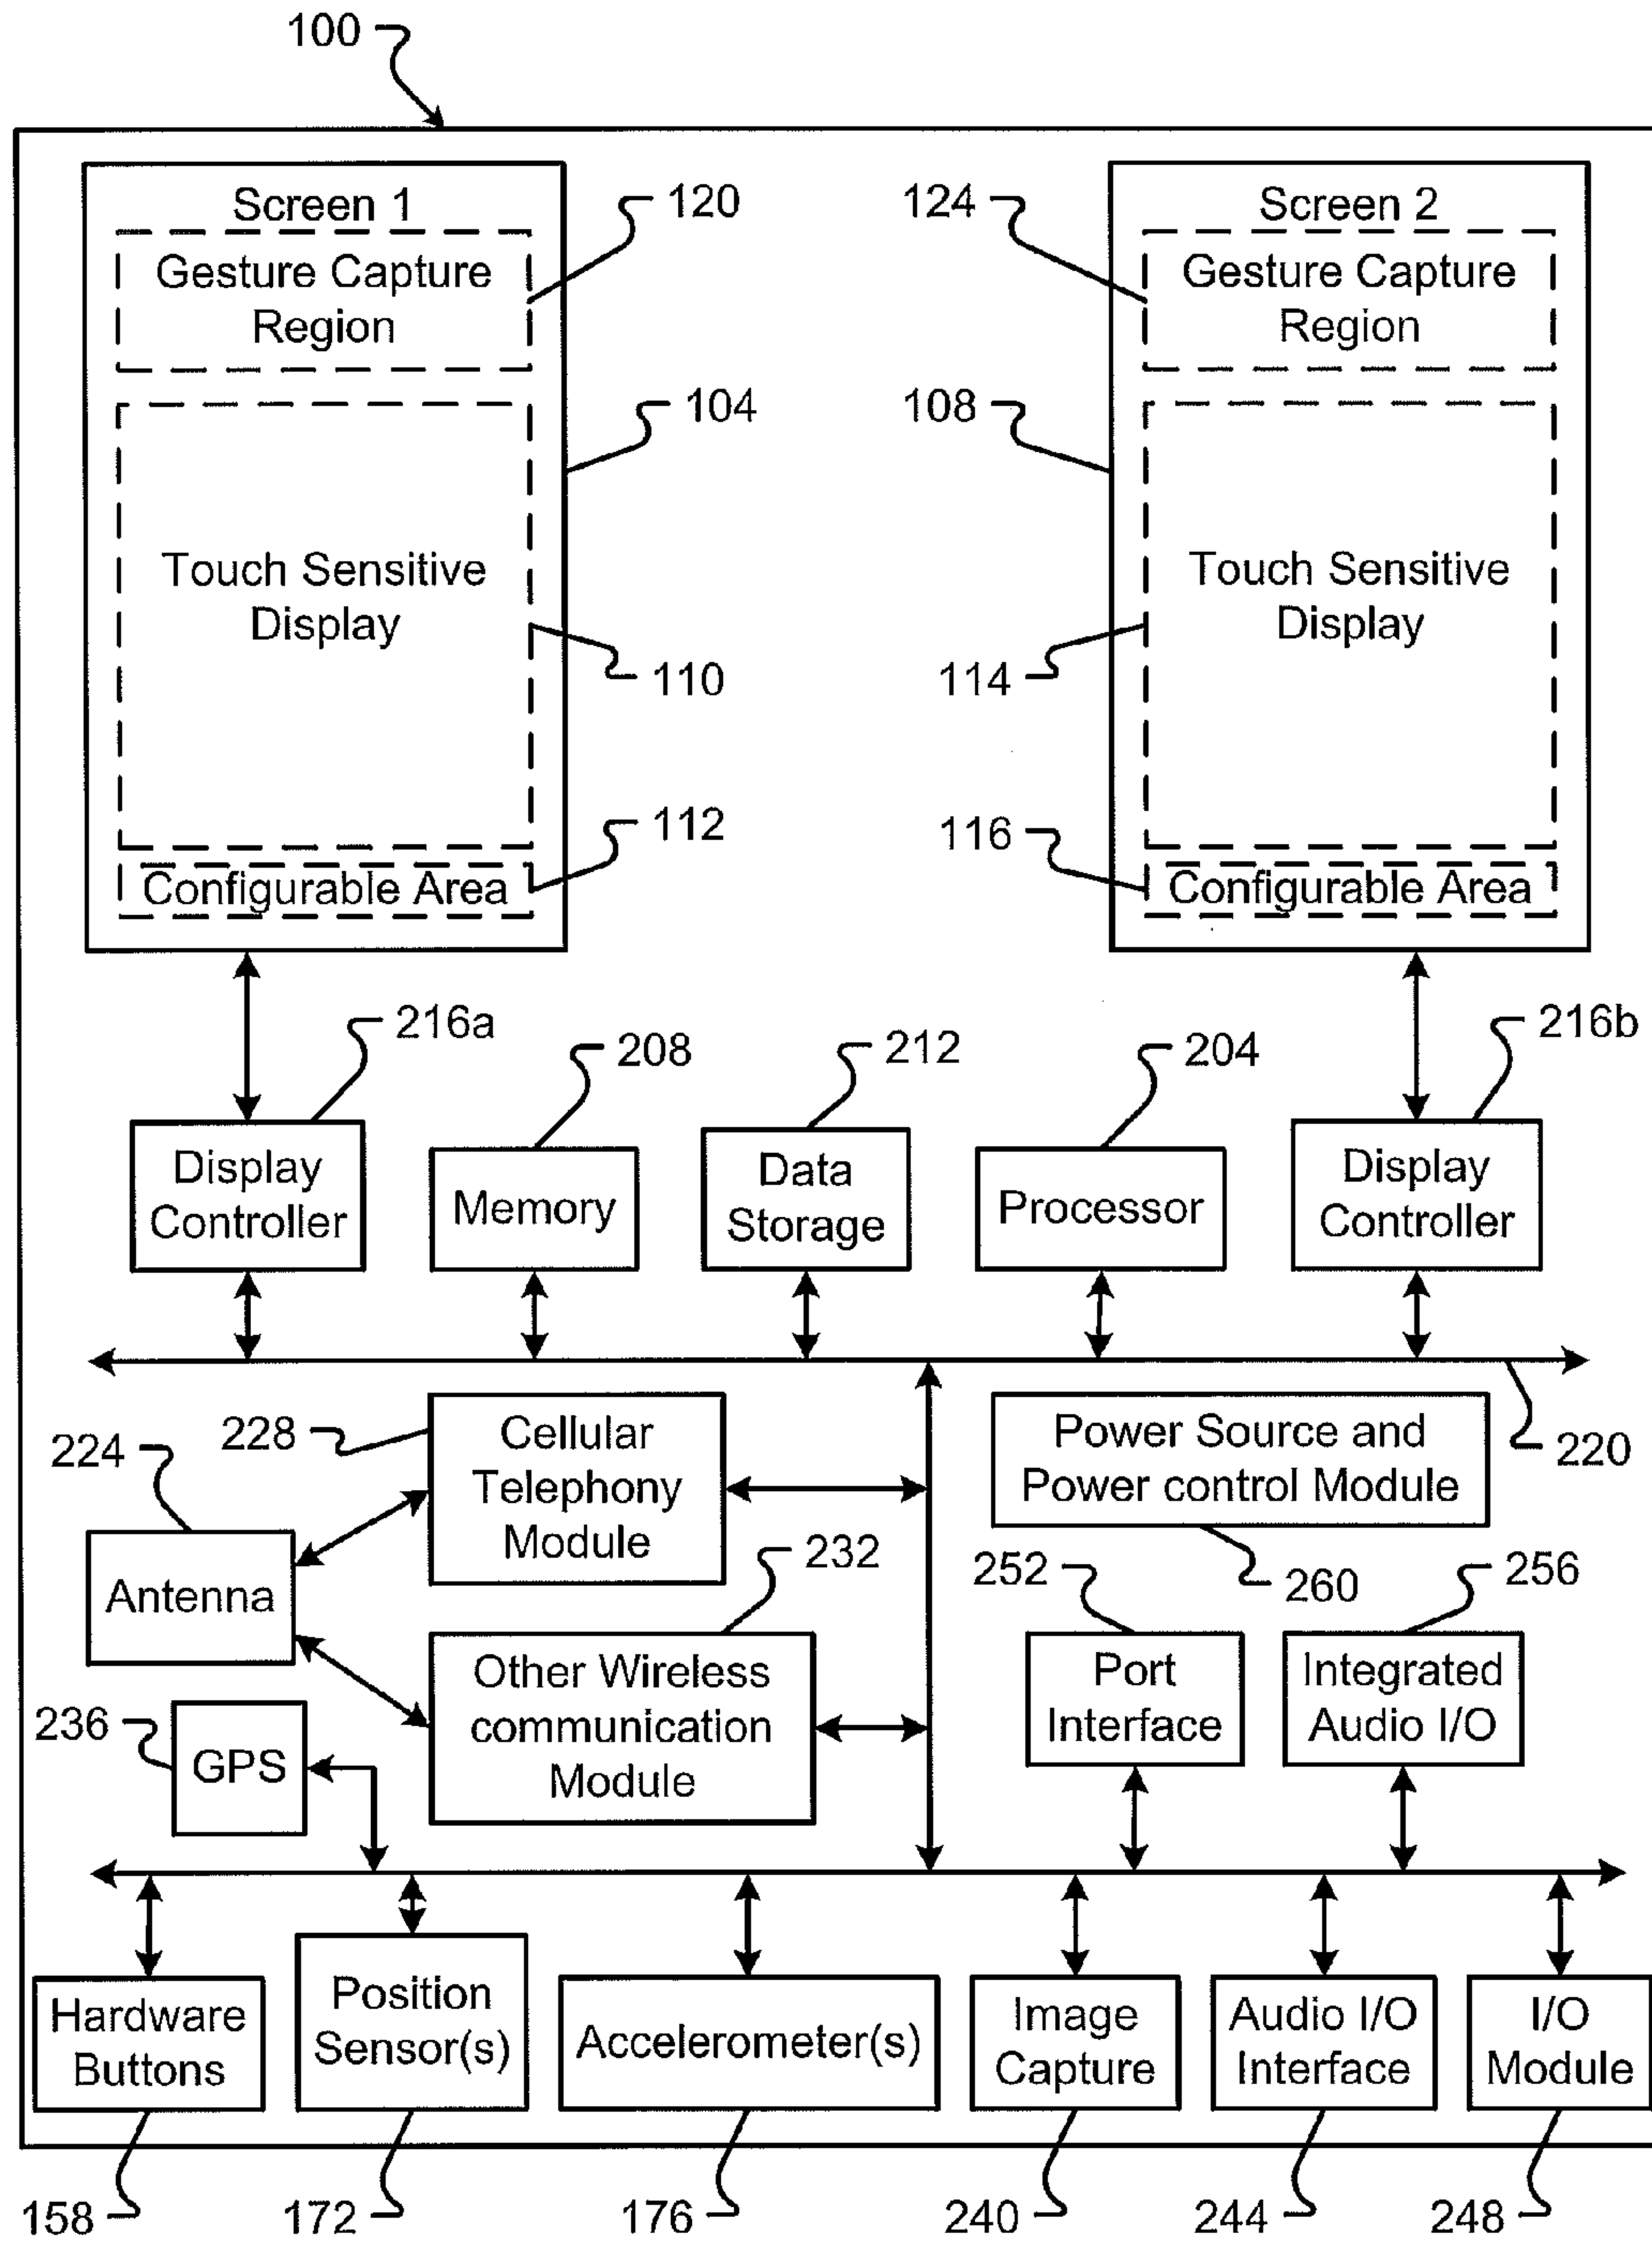 100
Screen 1
120
124
Screen 2
Gesture Capture
Region
Gesture Capture
Region
104
108
Touch Sensitive
Display
Touch Sensitive
Display
110
114
112
116
Configurable Area
Configurable Area
216a
208
212
204
216b
Display
Controller
Memory
Data
Storage
Processor
Display
Controller
224
228
Cellular
Telephony
Module
Power Source and
Power control Module
220
Antenna
232
252
260
256
236
GPS
Other Wireless
communication
Module
Port
Interface
Integrated
Audio I/O
Hardware
Buttons
Position
Sensor(s)
Accelerometer(s)
Image
Capture
Audio I/O
Interface
I/O
Module
158
172
176
240
244
248